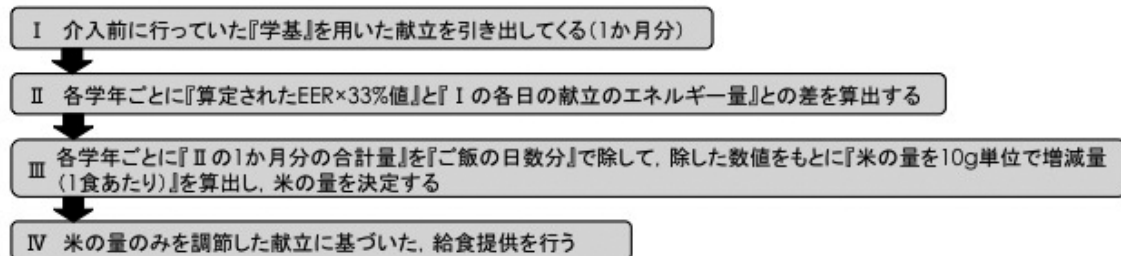 Ⅰ 介入前に行っていた『学基』を用いた献立を引き出してくる(1か月分)
Ⅱ 各学年ごとに『算定されたEER×33%値』と『Ⅰの各日の献立のエネルギー量』との差を算出する
Ⅲ 各学年ごとに『Ⅱの1か月分の合計量』を『ご飯の日数分』で除して,除した数値をもとに『米の量を10g単位で増減量
(1食あたり)』を算出し,米の量を決定する
Ⅳ 米の量のみを調節した献立に基づいた,給食提供を行う